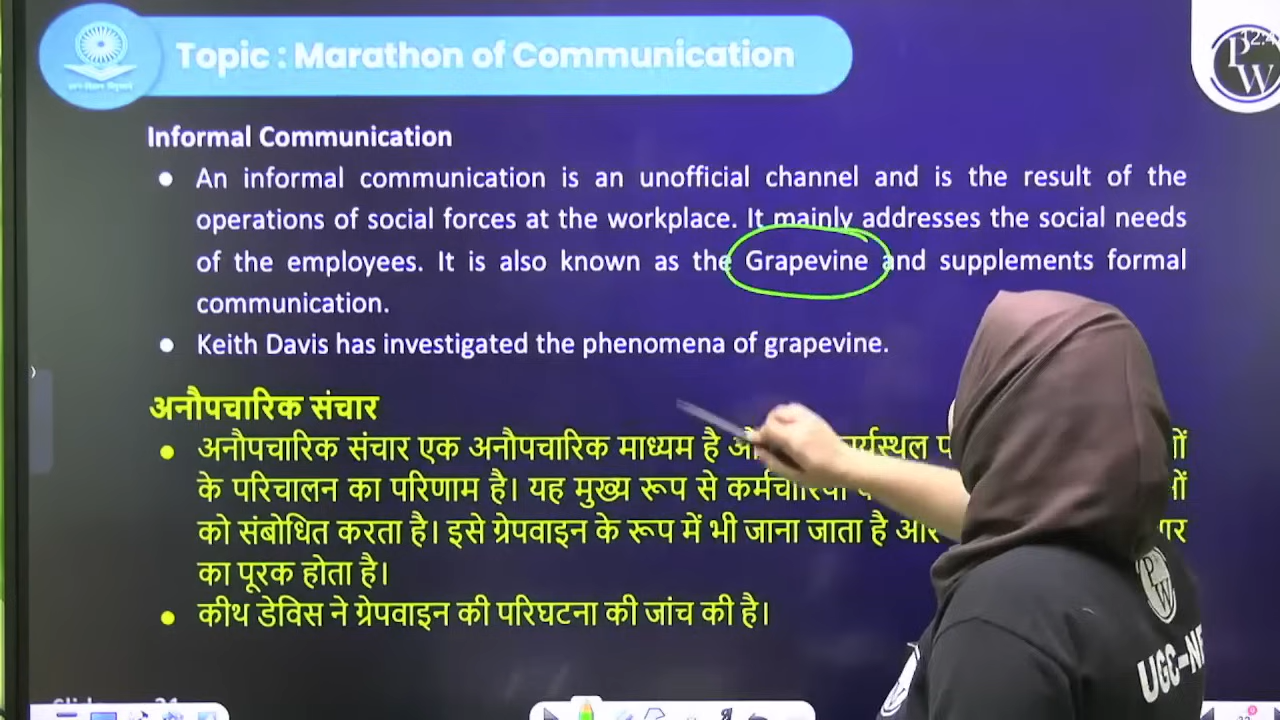 Topic : Marathon of Communication
P
W
Informal Communication
● An informal communication is an unofficial channel and is the result of the
operations of social forces at the workplace. It mainly addresses the social needs
of the employees. It is also known as the Grapevine and supplements formal
communication.
● Keith Davis has investigated the phenomena of grapevine.
अनौपचारिक संचार
● अनौपचारिक संचार एक अनौपचारिक माध्यम है
के परिचालन का परिणाम है। यह मुख्य रूप से कर्मचारियों
को संबोधित करता है। इसे ग्रेपवाइन के रूप में भी जाना जाता है और
का पूरक होता है।
● कीथ डेविस ने ग्रेपवाइन की परिघटना की जांच की है।
P
W
UGC-NE